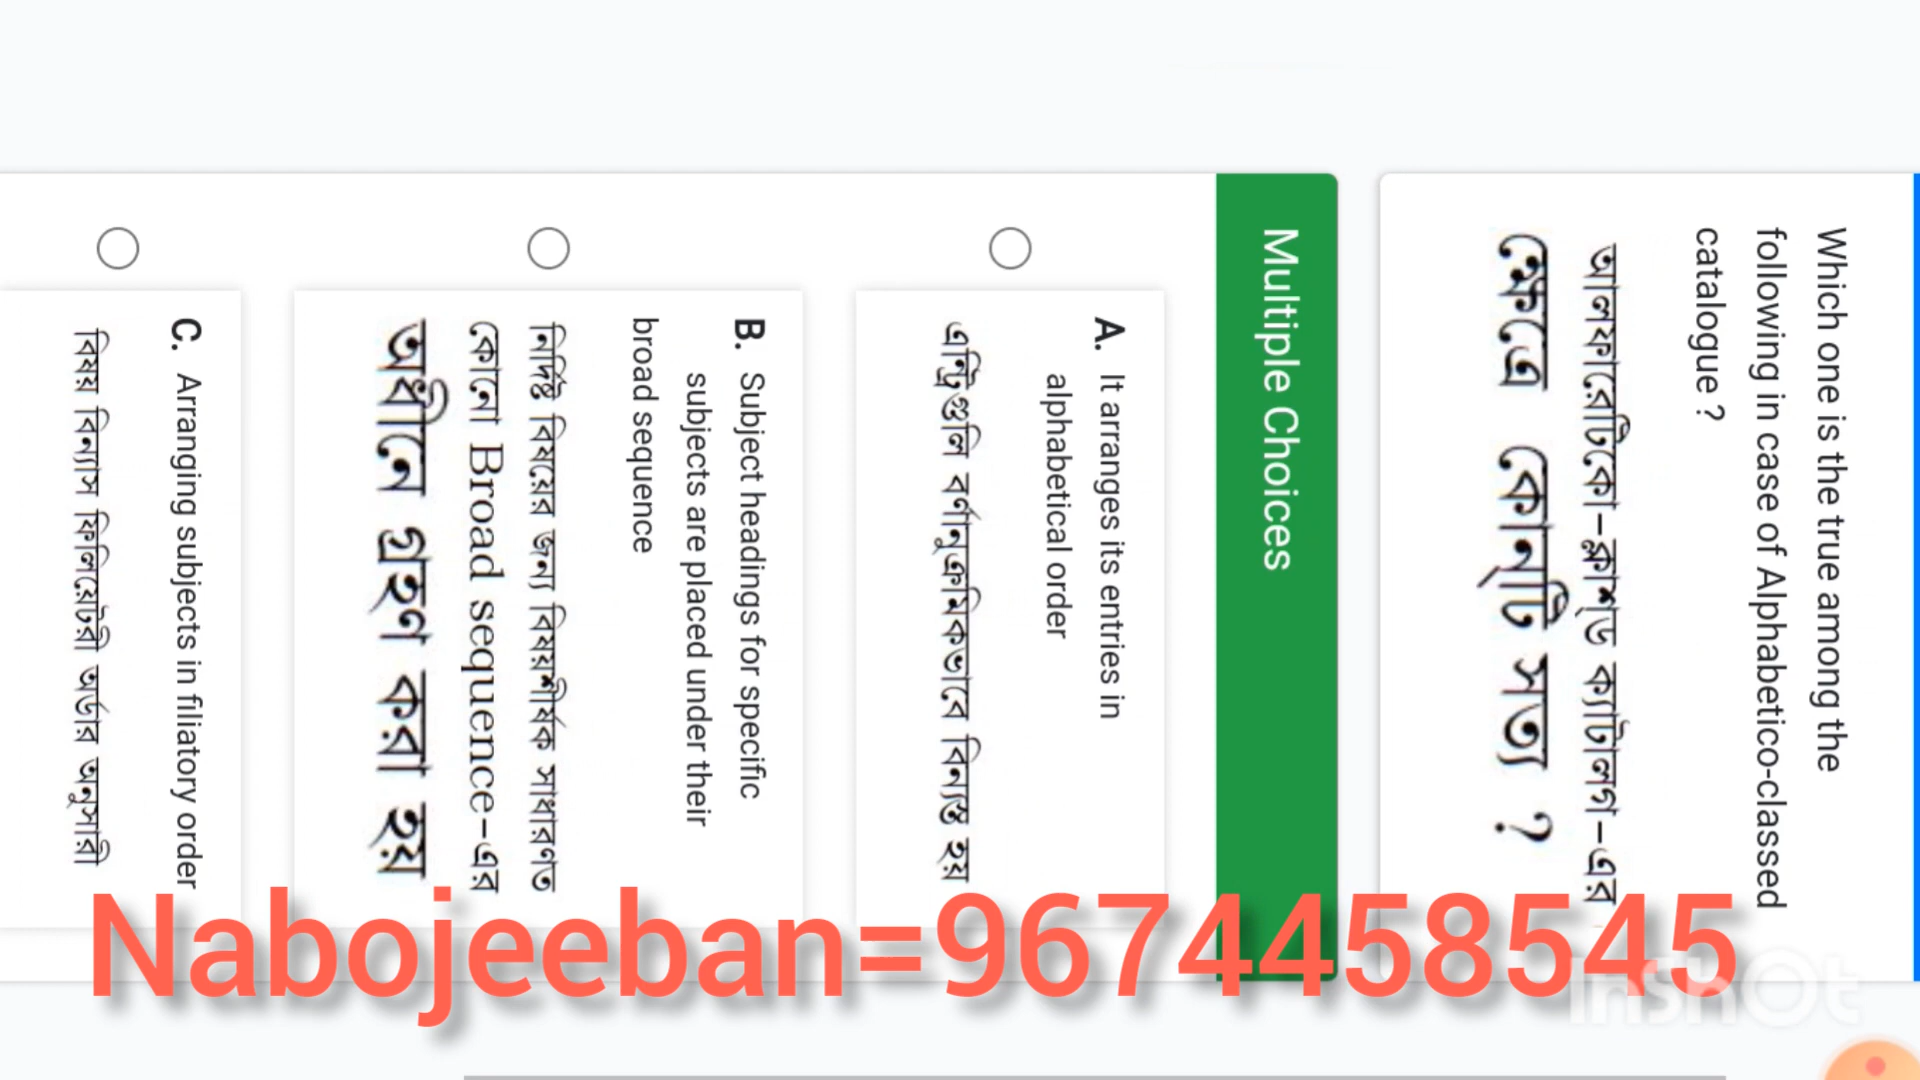 Which one is the true among the
following in case of Alphabetico-classed
catalogue ?
আলফাবেটিকো-ক্লাশ্ড ক্যাটালগ-এর
ক্ষেত্রে কোন্‌টি সত্য ?
Multiple Choices
A. It arranges its entries in
alphabetical order
এন্ট্রিগুলি বর্ণানুক্রমিকভাবে বিন্যস্ত হয়
B. Subject headings for specific
subjects are placed under their
broad sequence
নির্দিষ্ট বিষয়ের জন্য বিষয়শীর্ষক সাধারণত
কোনো Broad sequence-এর
অধীনে গ্রহণ করা হয়
C. Arranging subjects in filiatory order
বিষয় বিন্যাস ফিলিয়েটরী অর্ডার অনুসারী
Nabojeeban=9674458545
InShOt